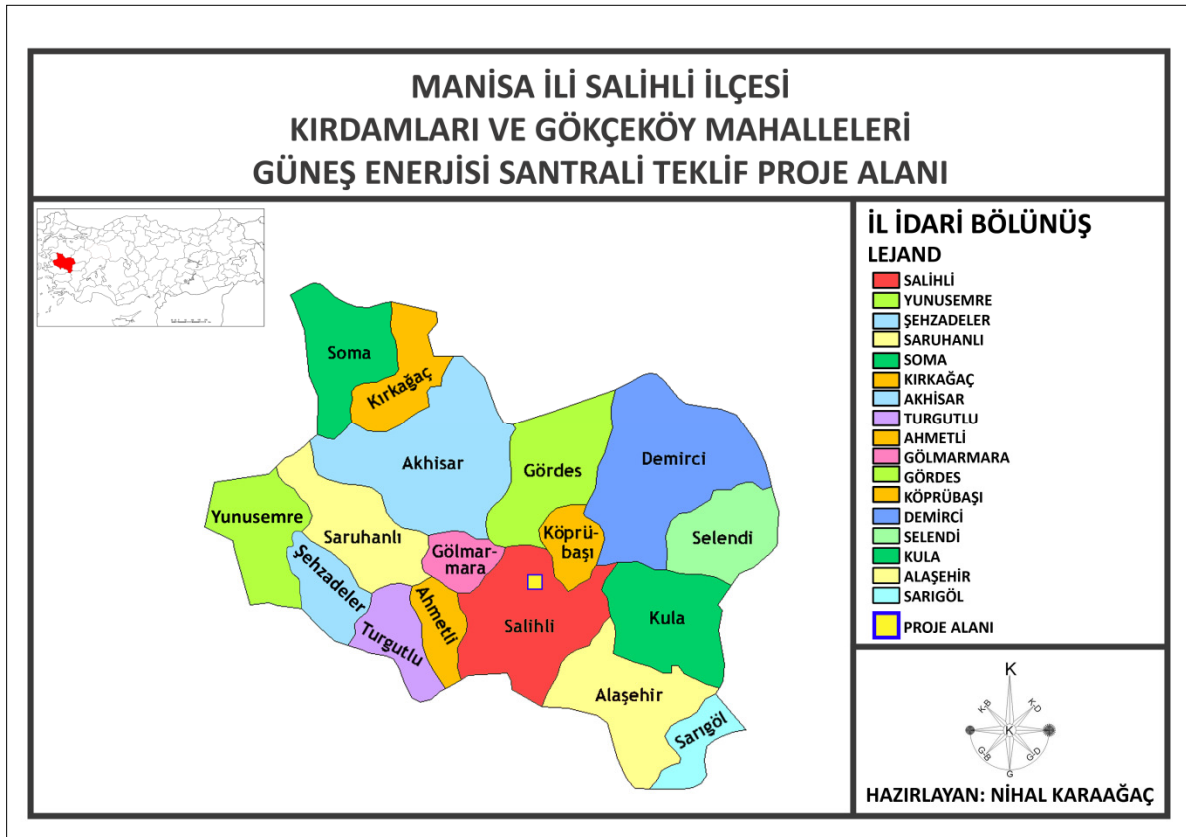 MANİSA İLİ SALİHLİ İLÇESİ
KIRDAMLARI VE GÖKÇEKÖY MAHALLELERİ
GÜNEŞ ENERJİSİ SANTRALİ TEKLİF PROJE ALANI
Soma
Kırkağaç
Akhisar
Gördes
Demirci
Yunusemre
Saruhanlı
Köprü-
başı
Selendi
Gölmar-
mara
Şehzadeler
Ahmetli
Turgutlu
Salihli
Kula
Alaşehir
Sarıgöl
İL İDARİ BÖLÜNÜŞ
LEJAND
SALİHLİ
YUNUSEMRE
ŞEHZADELER
SARUHANLI
SOMA
KIRKAĞAÇ
AKHİSAR
TURGUTLU
AHMETLİ
GÖLMARMARA
GÖRDES
KÖPRÜBAŞI
DEMİRCİ
SELENDİ
KULA
ALAŞEHİR
SARIGÖL
PROJE ALANI
K
K-B
K-D
K
G-B
G-D
G
HAZIRLAYAN: NİHAL KARAAĞAÇ